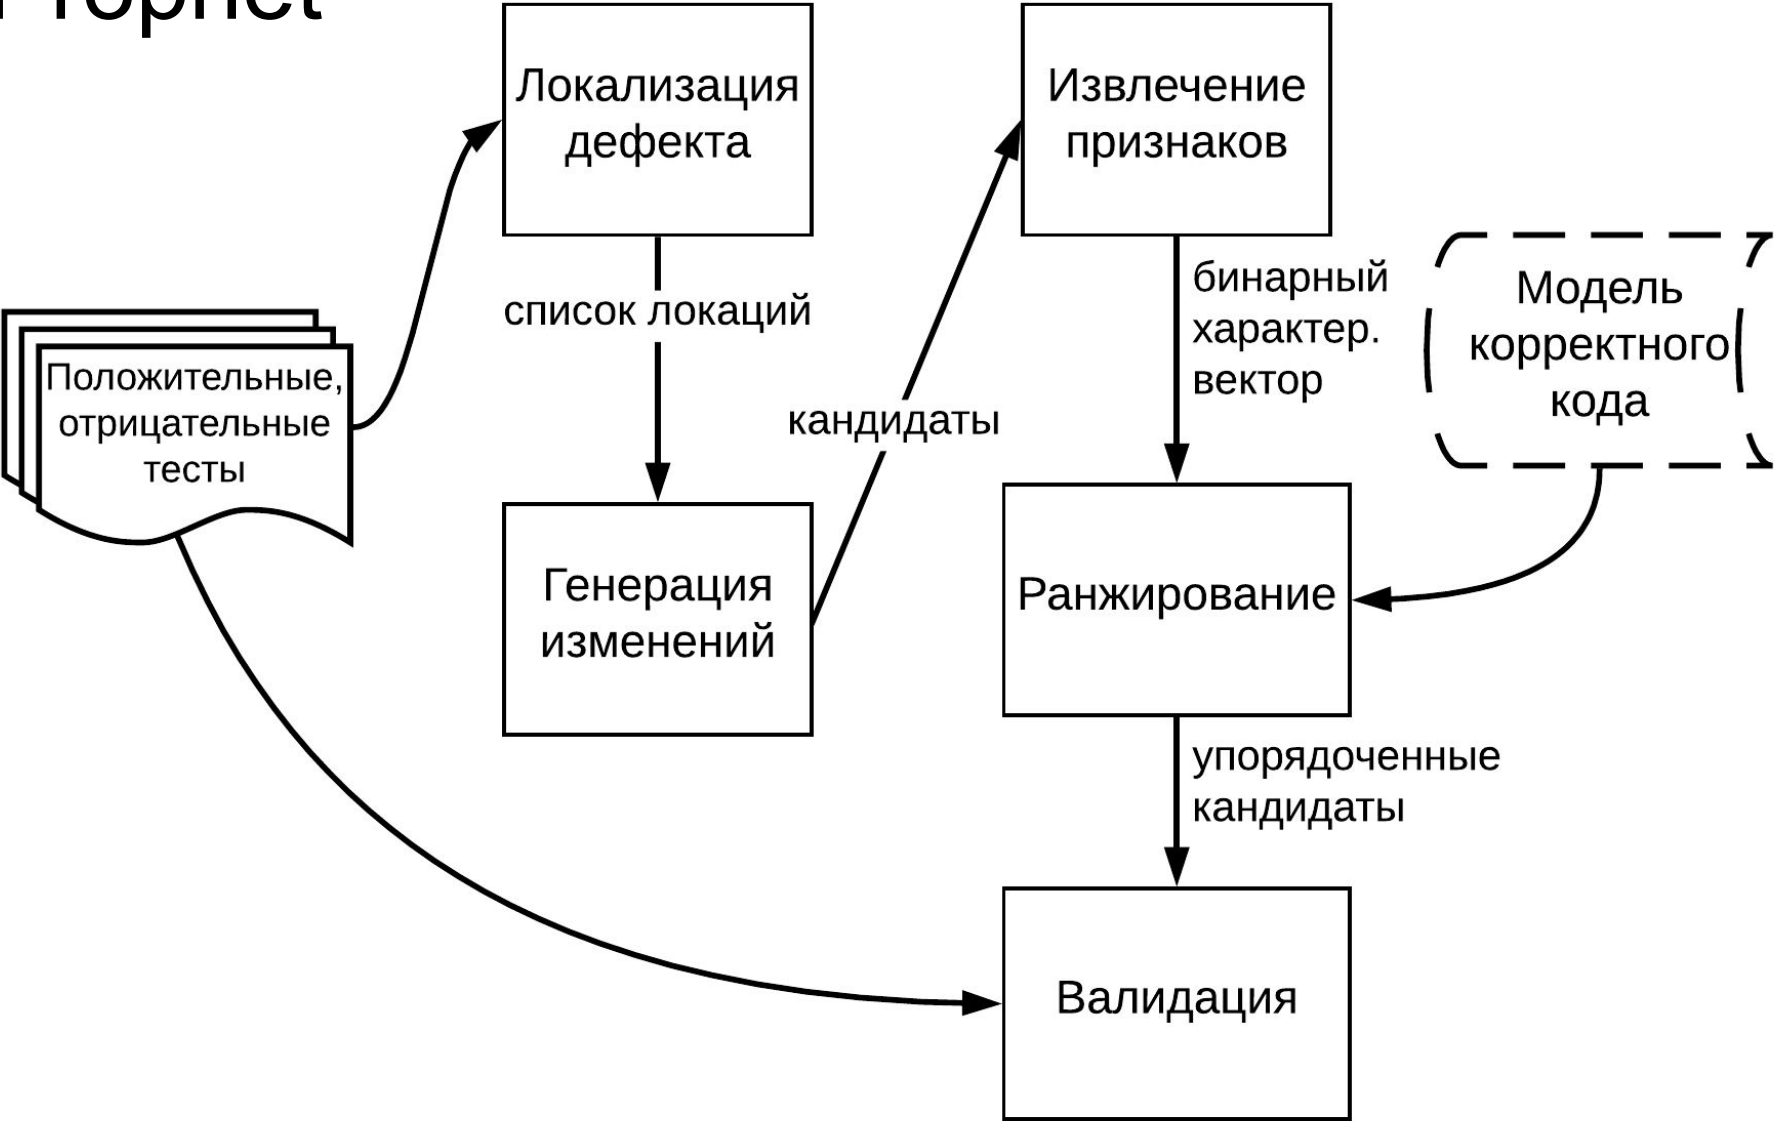 Локализация
дефекта
Извлечение
признаков
бинарный
характер.
вектор
Модель
корректного
кода
список локаций
Положительные,
отрицательные
тесты
кандидаты
Генерация
изменений
Ранжирование
упорядоченные
кандидаты
Валидация